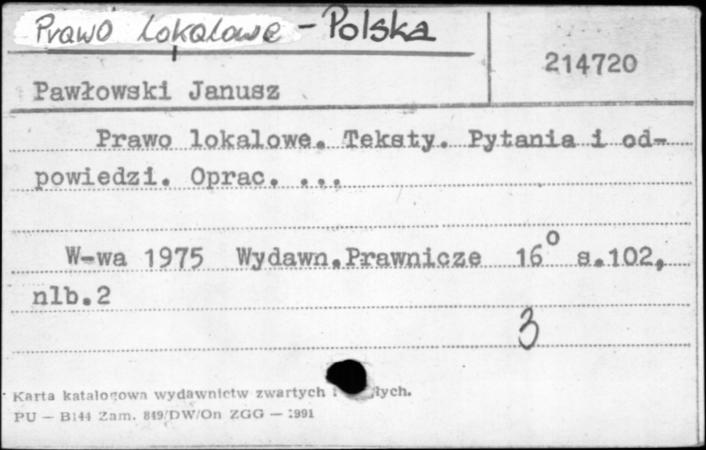 Prawo lokalowe - Polska
214720
Pawłowski Janusz
Prawo lokalowe. Teksty. Pytania i od-
powiedzi. Oprac. ...
W-wa 1975 Wydawn.Prawnicze 16° s.102,
nlb.2
3
Karta katalogowa wydawnictw zwartych
PU — B144 Zam. 849/DW/On ZGG — 1991